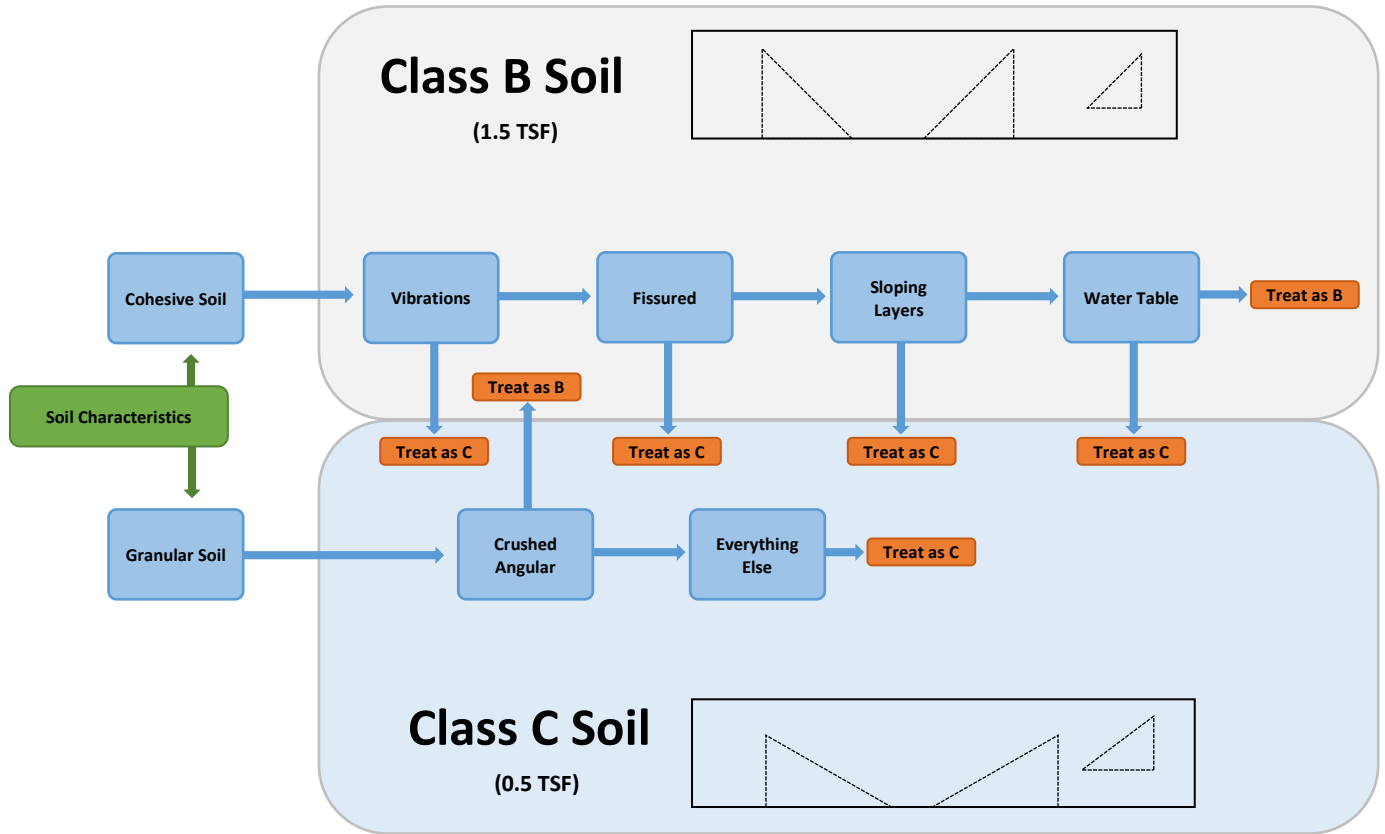 Class B Soil
(1.5 TSF)
Cohesive Soil
Vibrations
Fissured
Sloping
Layers
Water Table
Treat as B
Treat as B
Soil Characteristics
Treat as C
Treat as C
Treat as C
Treat as C
Granular Soil
Crushed
Angular
Everything
Else
Treat as C
Class C Soil
(0.5 TSF)